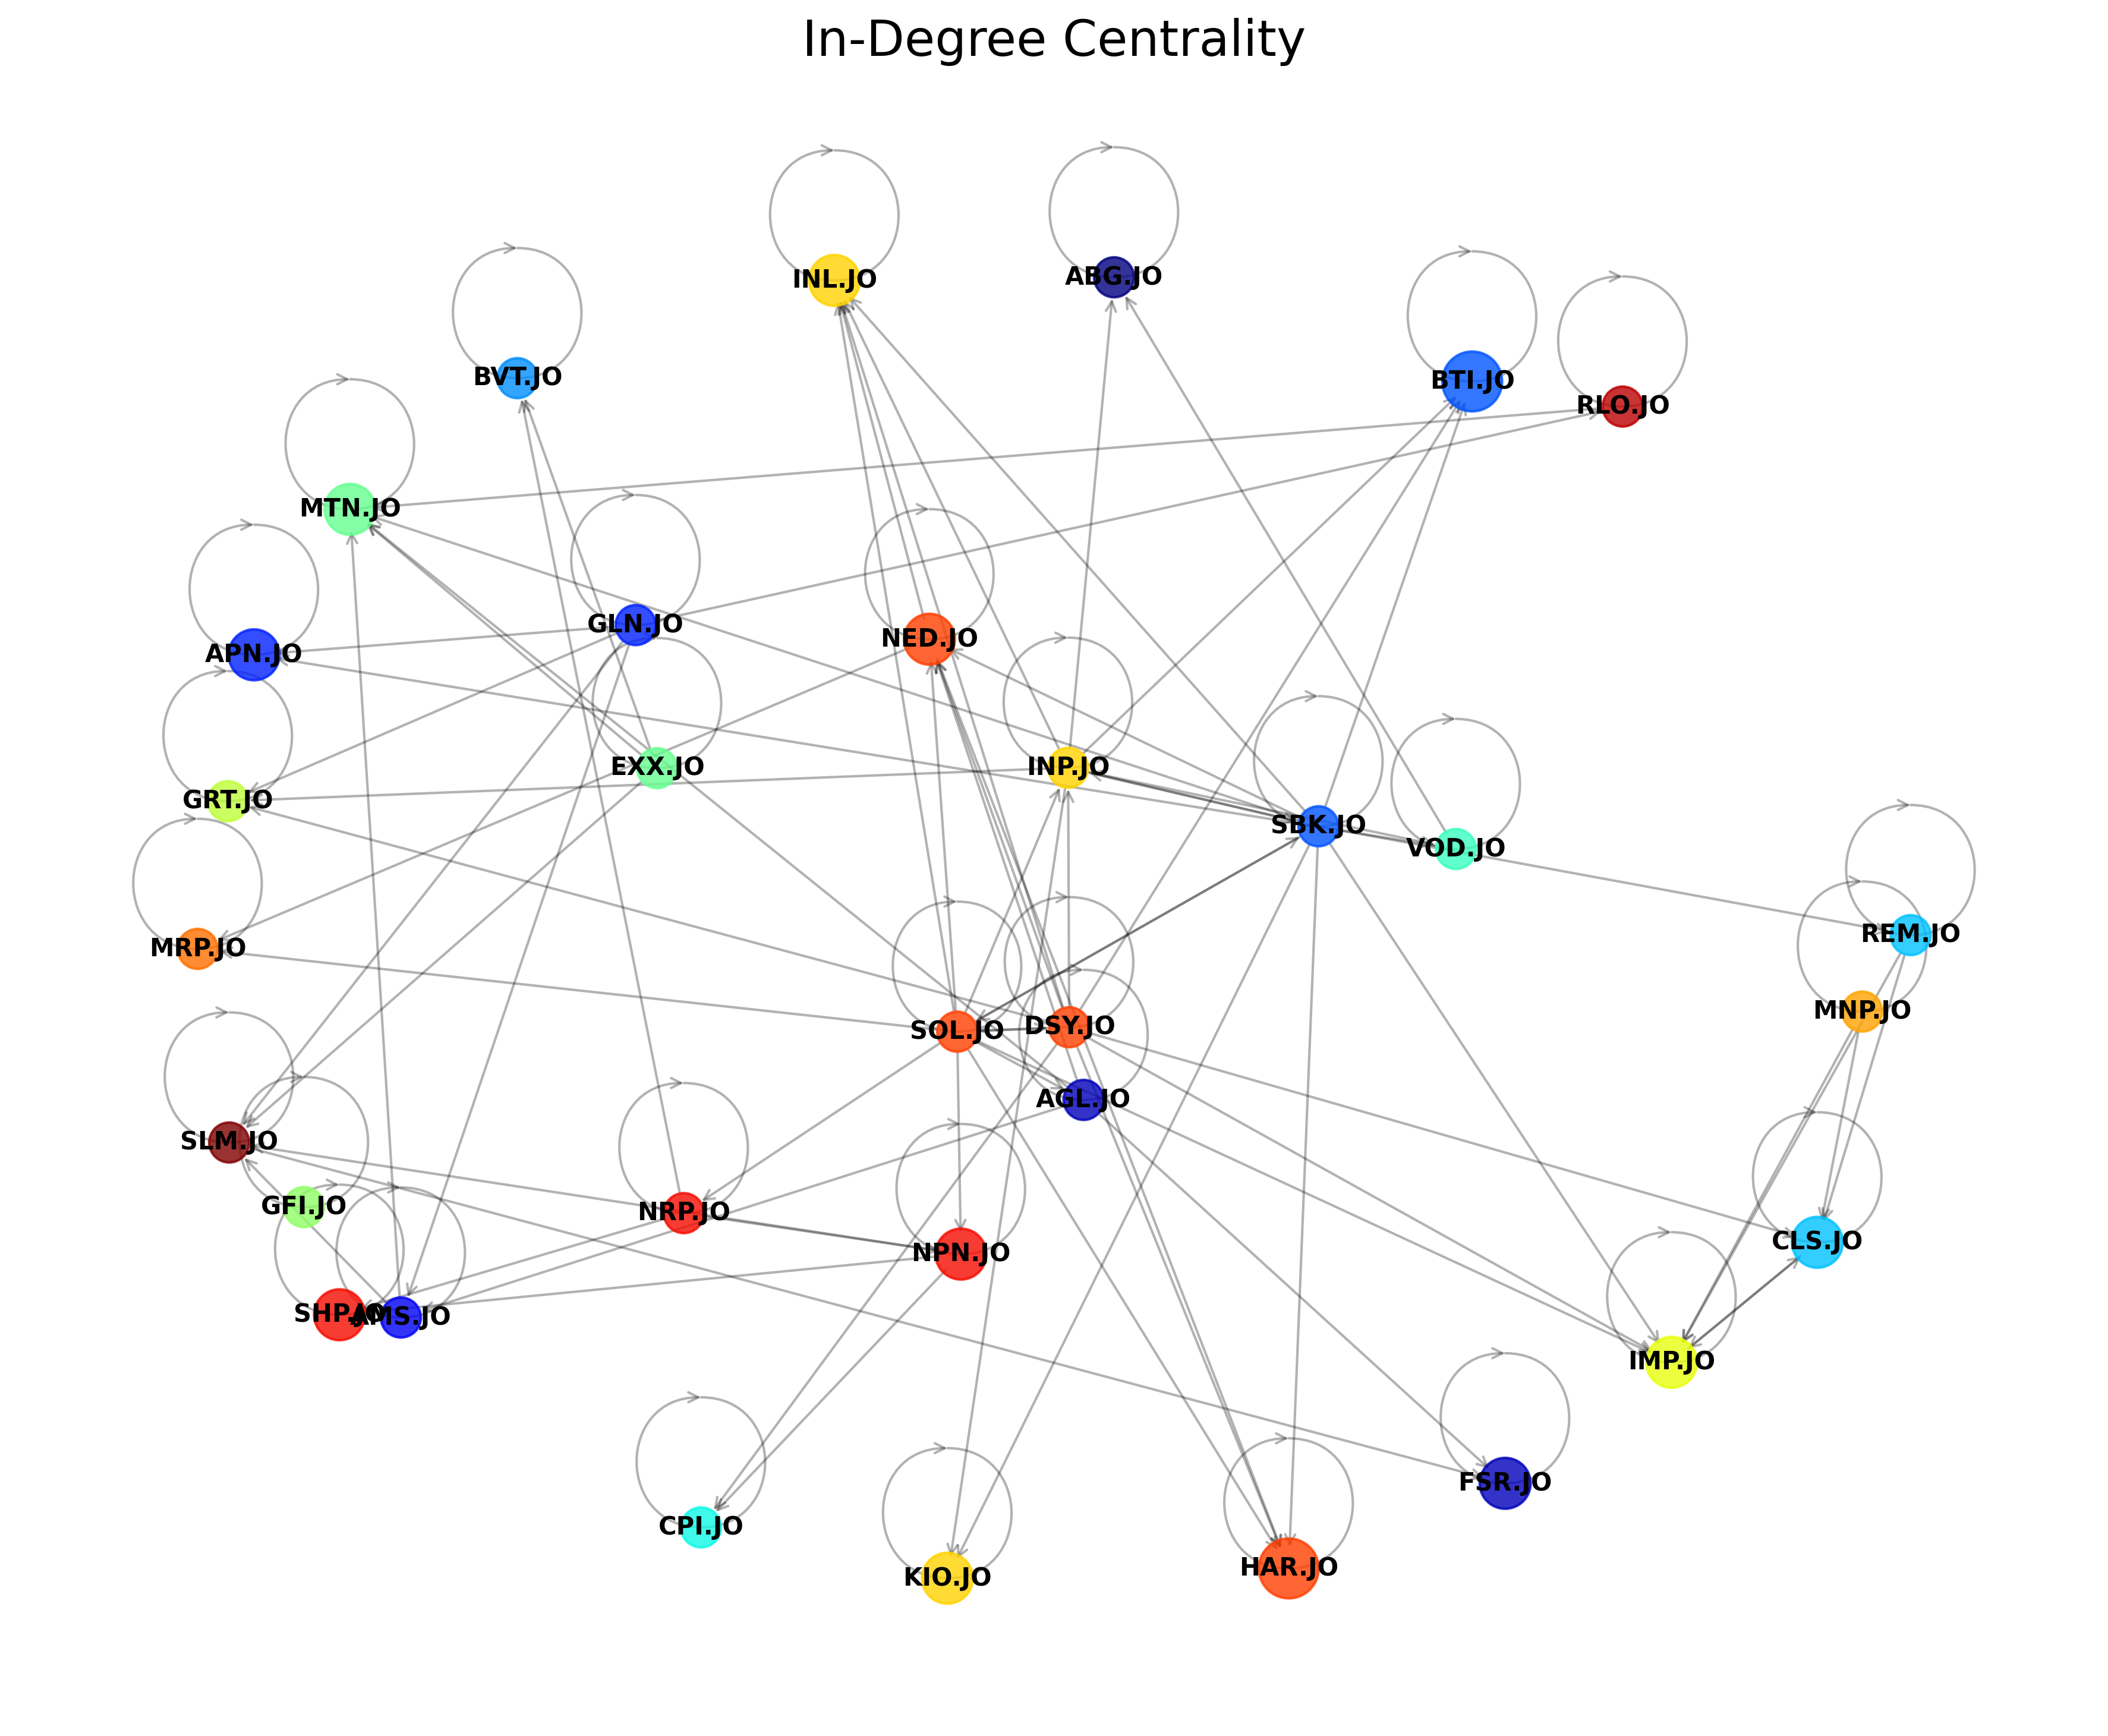 In-Degree Centrality
INL.JO
ABG.JO
BVT.JO
BTI.JO
RLO.JO
MTN.JO
GLN.JO
NED.JO
APN.JO
EXX.JO
INP.JO
GRT.JO
SBK.JO
VOD.JO
REM.JO
MRP.JO
MNP.JO
SOL.JO
DSY.JO
AGL.JO
SLM.JO
GFI.JO
NRP.JO
CLS.JO
NPN.JO
SHP.JO
AMS.JO
IMP.JO
FSR.JO
CPI.JO
KIO.JO
HAR.JO